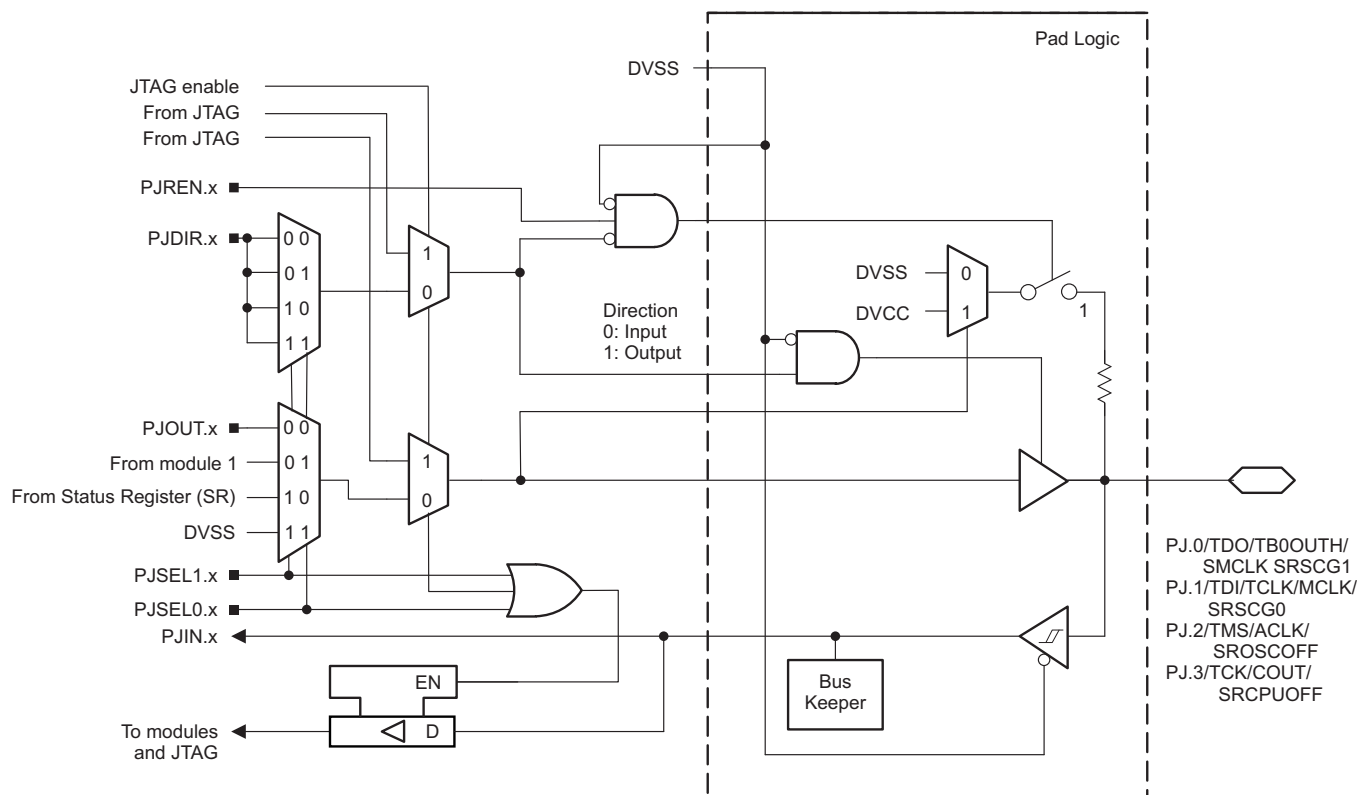 Pad Logic
DVSS
JTAG enable
From JTAG
From JTAG
PJREN.x
PJDIR.x
0 0
0 1
1 0
1 1
1
0
Direction
0: Input
1: Output
DVSS
DVCC
0
1
1
PJOUT.x
From module 1
From Status Register (SR)
DVSS
0 0
0 1
1 0
1 1
1
0
PJSEL1.x
PJSEL0.x
PJIN.x
EN
D
To modules
and JTAG
Bus
Keeper
PJ.0/TDO/TB0OUTH/
SMCLK SRSCG1
PJ.1/TDI/TCLK/MCLK/
SRSCG0
PJ.2/TMS/ACLK/
SROSCOFF
PJ.3/TCK/COUT/
SRCPUOFF